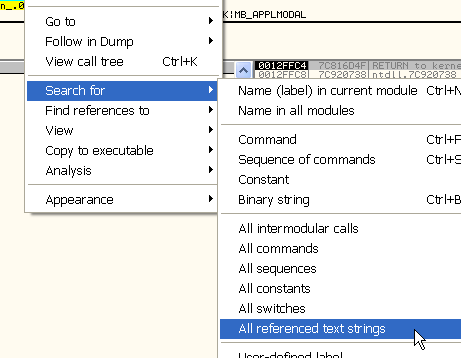 n_.0
K|MB_APPLMODAL
Go to
Follow in Dump
View call tree Ctrl+K
0012FFC4 7C816D4F RETURN to kerne
0012FFC8 7C920738 ntdll.7C920738
Search for
Find references to
View
Copy to executable
Analysis
Appearance
Name (label) in current module Ctrl+N
Name in all modules
Command Ctrl+F
Sequence of commands Ctrl+S
Constant
Binary string Ctrl+B
All intermodular calls
All commands
All sequences
All constants
All switches
All referenced text strings
User-defined label